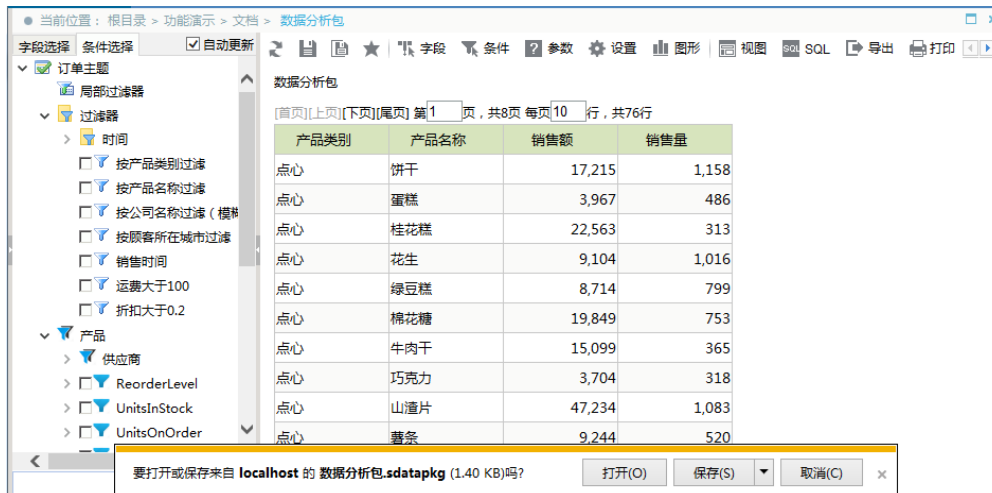 当前位置： 根目录 > 功能演示 > 文档 > 数据分析包
字段选择 条件选择 自动更新
字段 条件 参数 设置 图形 视图 SQL SQL 导出 打印
订单主题
局部过滤器
过滤器
时间
按产品类别过滤
按产品名称过滤
按公司名称过滤 ( 模糊
按顾客所在城市过滤
销售时间
运费大于100
折扣大于0.2
产品
供应商
ReorderLevel
UnitsInStock
UnitsOnOrder
数据分析包
[首页][上页][下页][尾页] 第 1 页 , 共8页 每页 10 行 , 共76行
产品类别 产品名称 销售额 销售量
点心 饼干 17,215 1,158
点心 蛋糕 3,967 486
点心 桂花糕 22,563 313
点心 花生 9,104 1,016
点心 绿豆糕 8,714 799
点心 棉花糖 19,849 753
点心 牛肉干 15,099 365
点心 巧克力 3,704 318
点心 山渣片 47,234 1,083
点心 薯条 9,244 520
要打开或保存来自 localhost 的 数据分析包.sdatapkg (1.40 KB)吗? 打开(O) 保存(S) 取消(C)